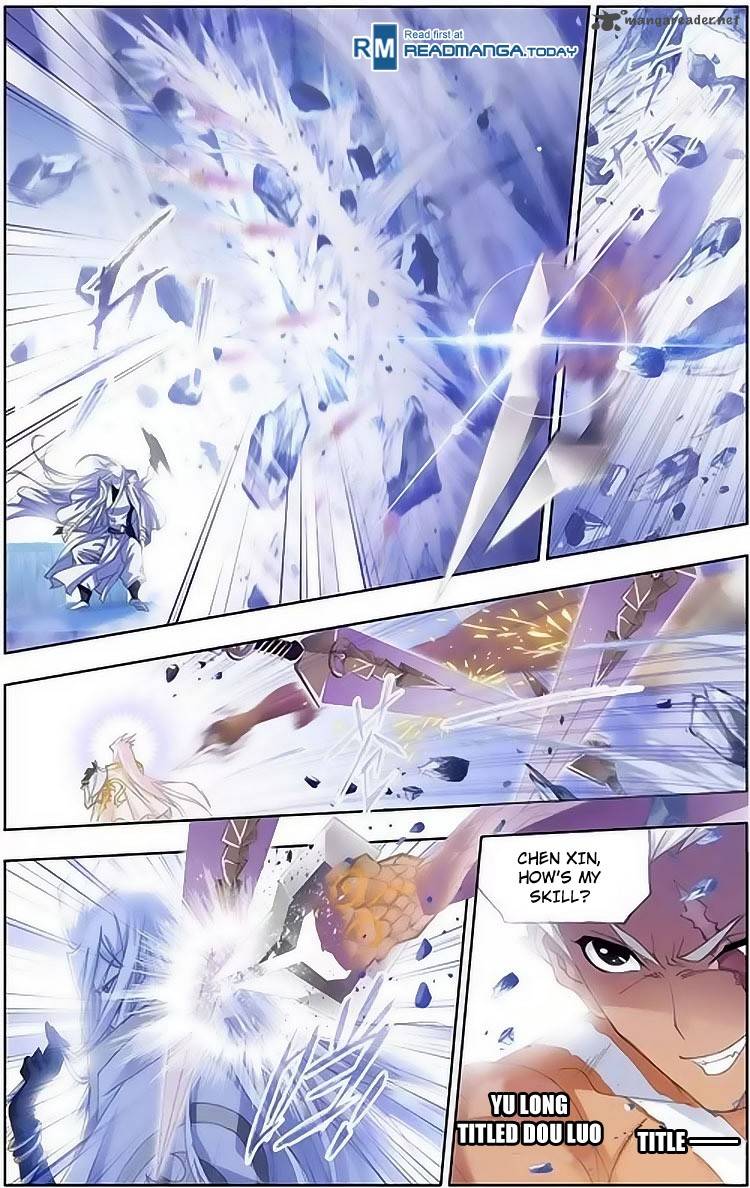 Read first at
RM READMANGA.TODAY
mangareader.net
CHEN XIN,
HOW'S MY
SKILL?
YU LONG
TITLED DOU LUO
TITLE